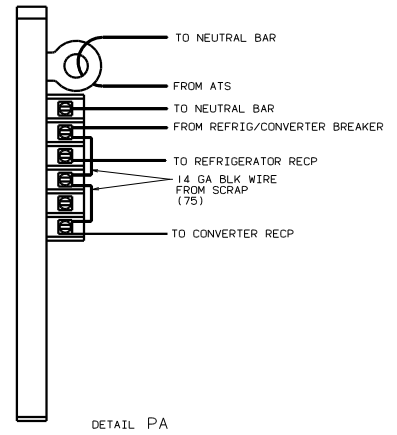 TO NEUTRAL BAR
FROM ATS
TO NEUTRAL BAR
FROM REFRIG/CONVERTER BREAKER
TO REFRIGERATOR RECP
14 GA BLK WIRE
FROM SCRAP
(75)
TO CONVERTER RECP
DETAIL PA